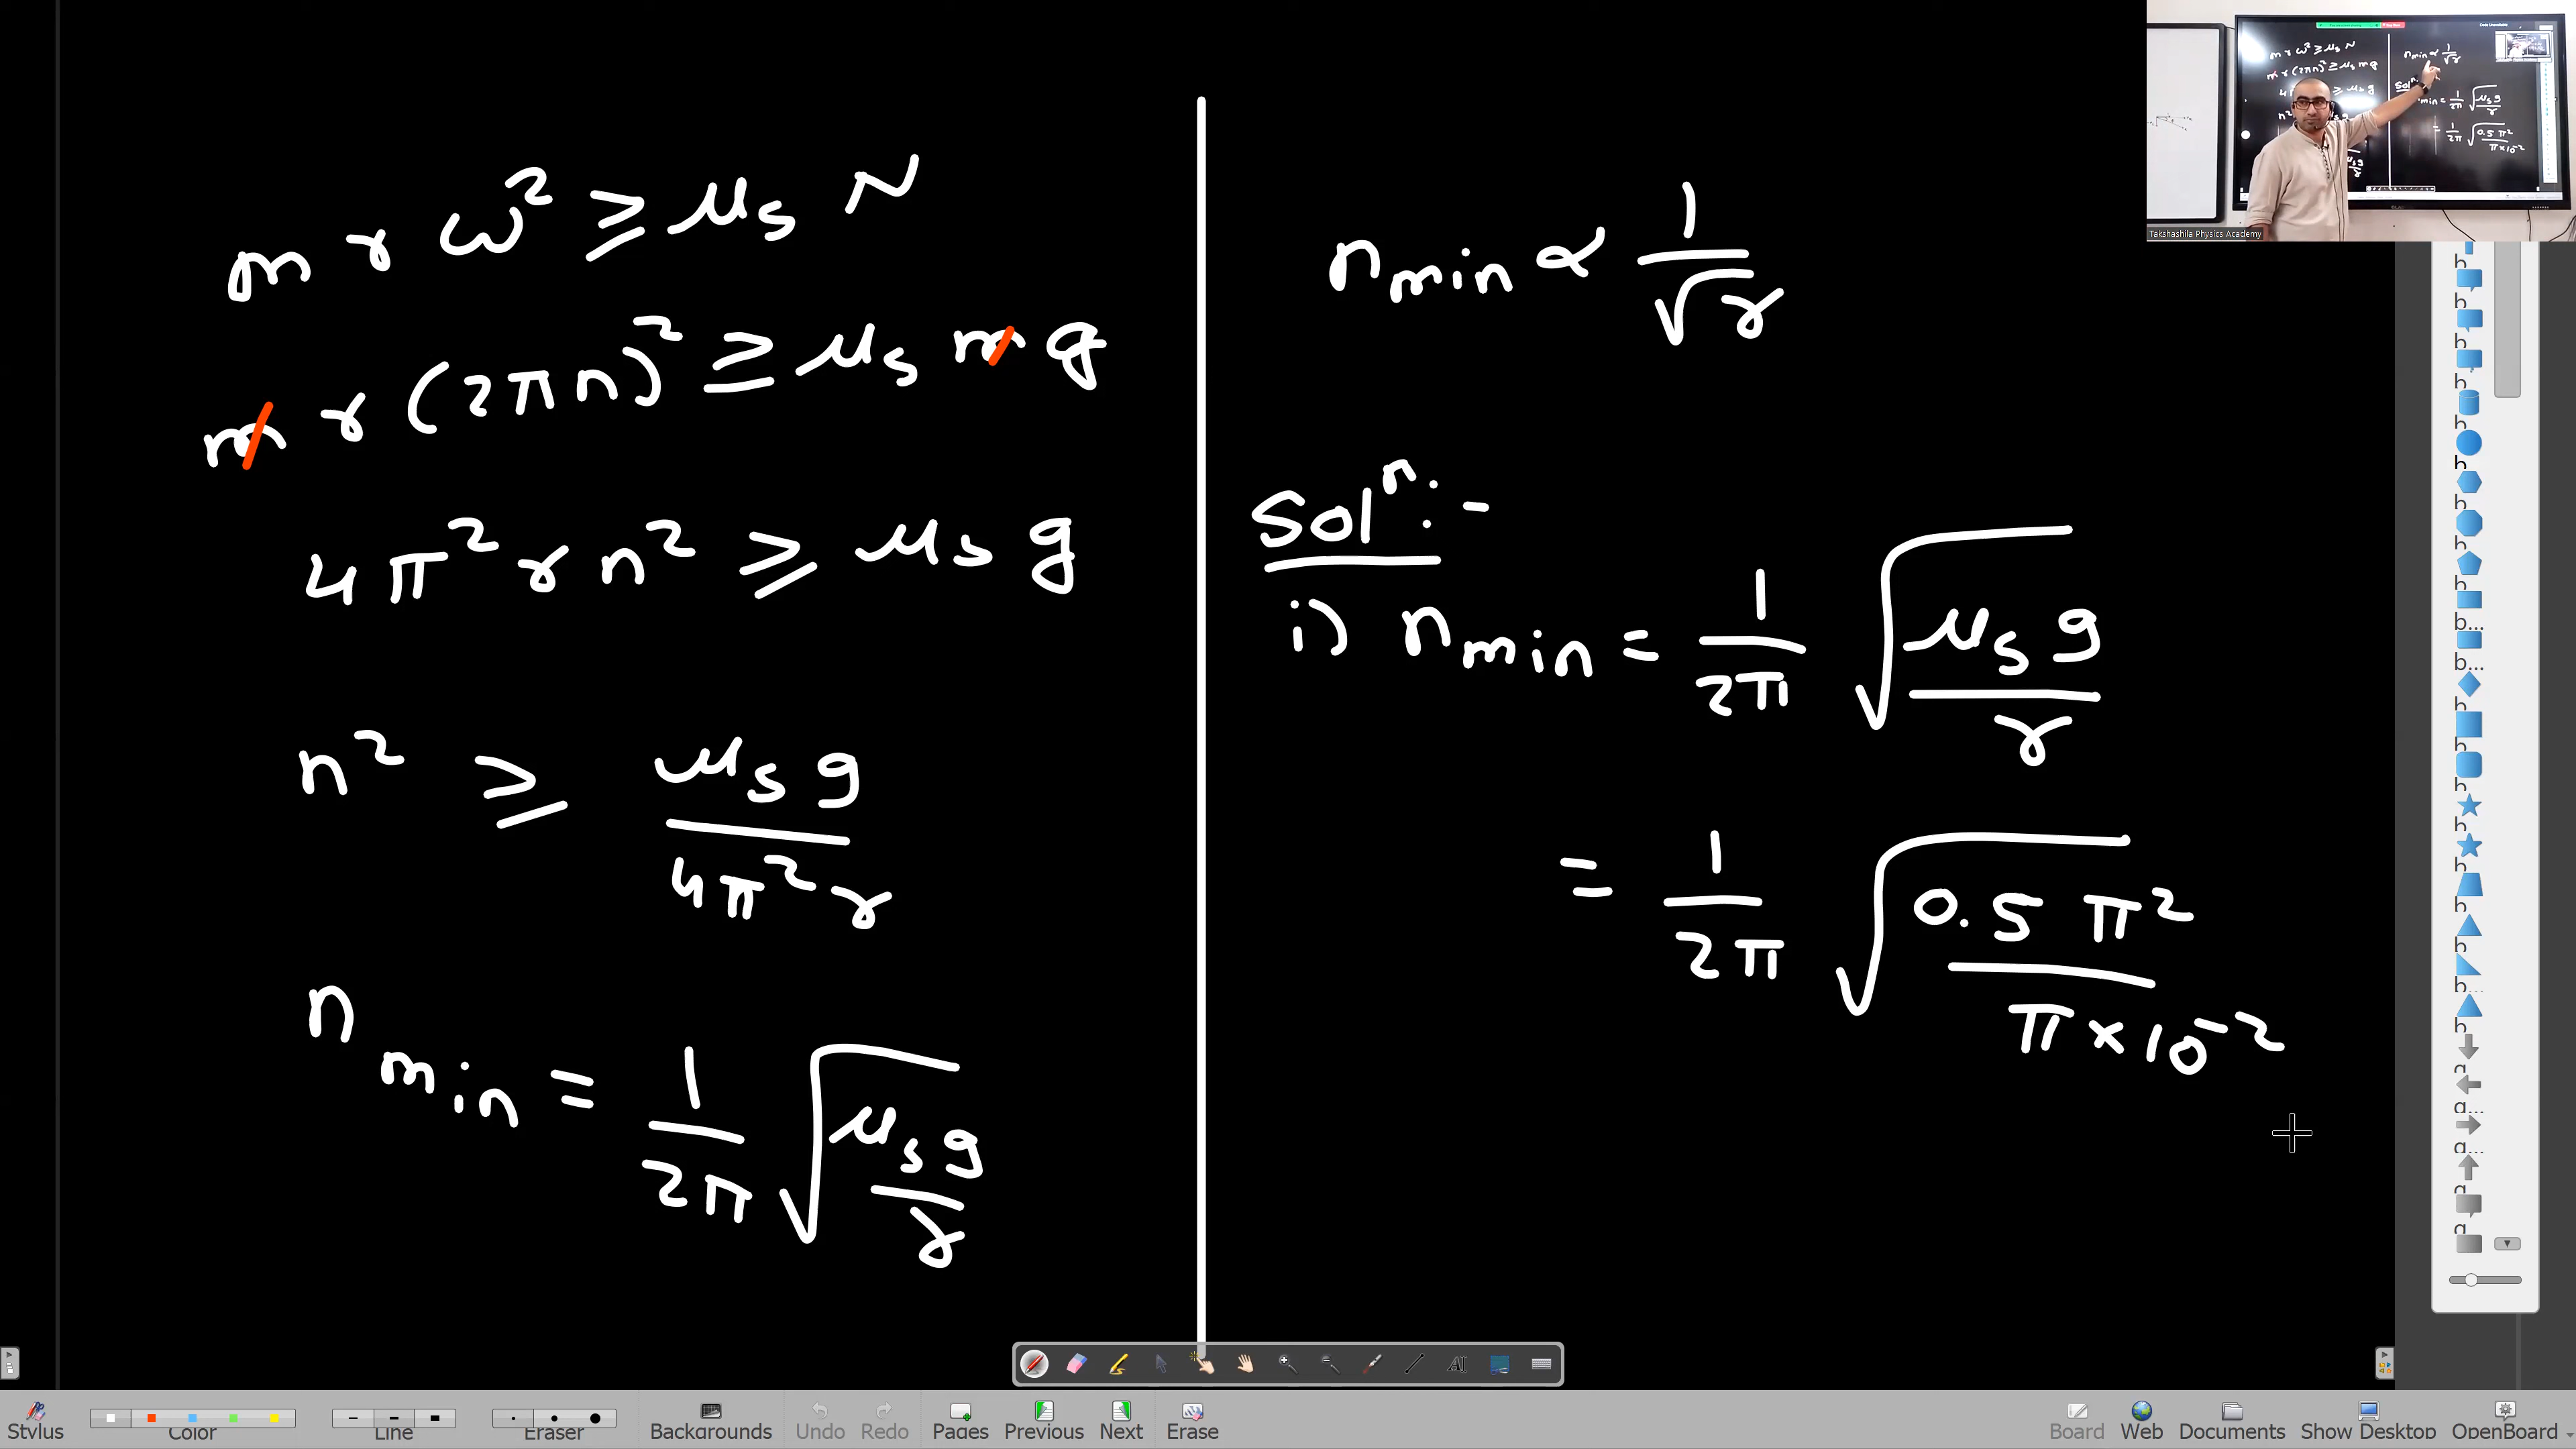 m r ω² ≥ μₛ N
m r (2πn)² ≥ μₛ m g
4π² r n² ≥ μₛ g
n² ≥ μₛ g / 4π² r
n min = 1/2π √(μₛ g / r)
n min ∝ 1/√r
Solⁿ :-
i) n min = 1/2π √(μₛ g / r)
= 1/2π √(0.5 π² / π × 10⁻²)
Takshashila Physics Academy
b
b
b
b
b
b
b
b
b
b...
b...
b
b
b
b
b
b
b
b...
b
a
a...
a...
a
a
Stylus
Color
Line
Eraser
Backgrounds
Undo
Redo
Pages
Previous
Next
Erase
Board
Web
Documents
Show Desktop
OpenBoard